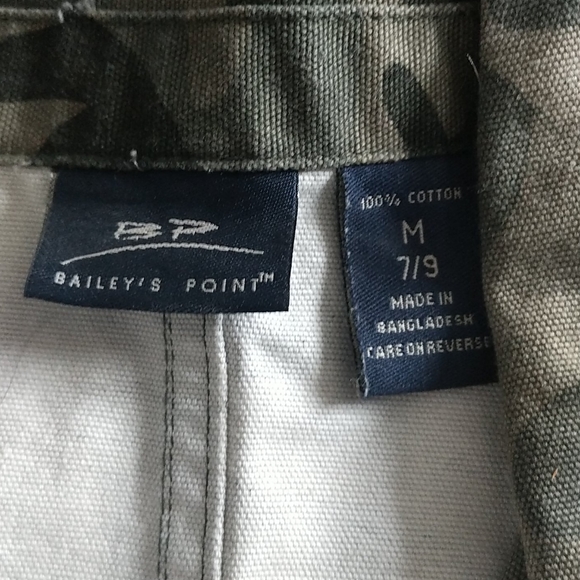 BP
BAILEY'S POINT™
100% COTTON
M
7/9
MADE IN
BANGLADESH
CARE ON REVERSE